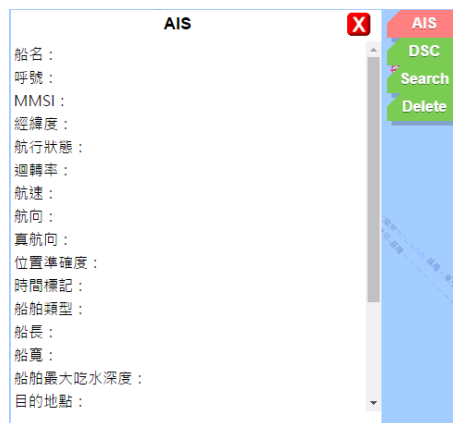 AIS
X
船名：
呼號：
MMSI：
經緯度：
航行狀態：
迴轉率：
航速：
航向：
真航向：
位置準確度：
時間標記：
船舶類型：
船長：
船寬：
船舶最大吃水深度：
目的地點：
AIS
DSC
Search
Delete